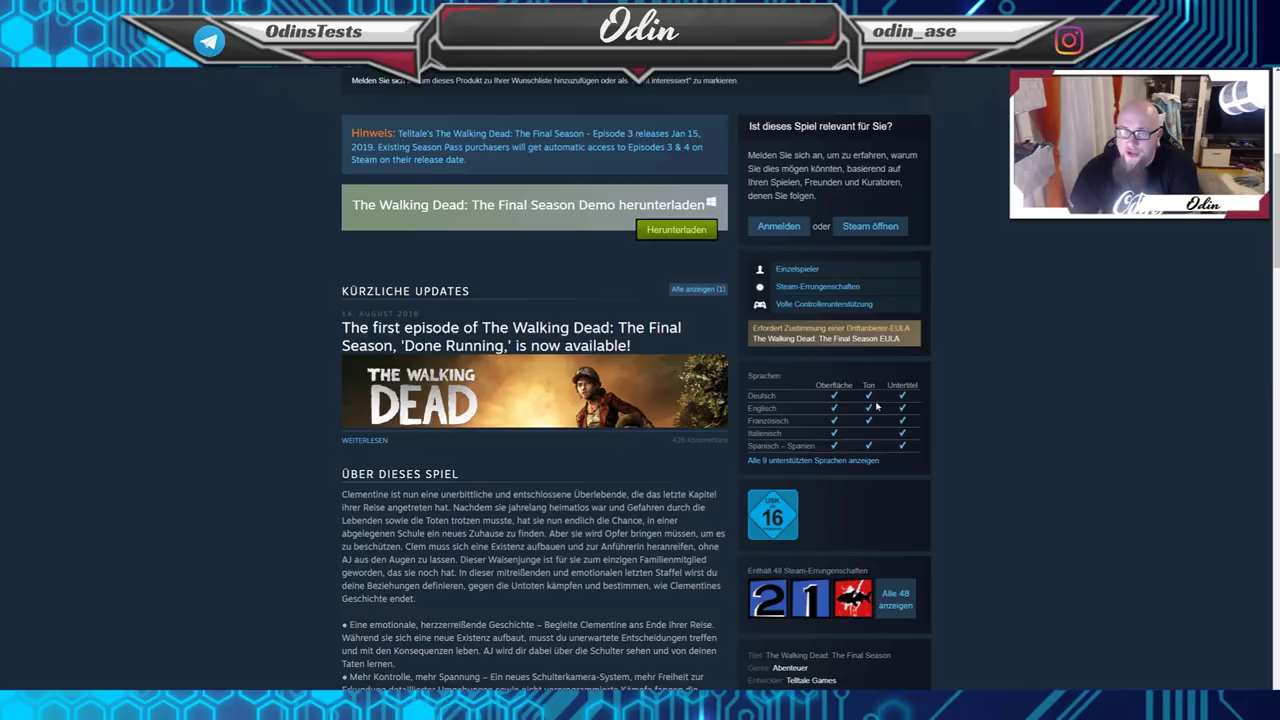 OdinsTests
Odin
odin_ase
Melden Sie sich
um dieses Produkt zu Ihrer Wunschliste hinzuzufügen oder als
interessiert" zu markieren.
Hinweis: Telltale's The Walking Dead: The Final Season - Episode 3 releases Jan 15,
2019. Existing Season Pass purchasers will get automatic access to Episodes 3 & 4 on
Steam on their release date.
The Walking Dead: The Final Season Demo herunterladen
Herunterladen
KÜRZLICHE UPDATES
Alle anzeigen (1)
14. AUGUST 2018
The first episode of The Walking Dead: The Final
Season, 'Done Running,' is now available!
THE WALKING
DEAD
WEITERLESEN
426 Kommentare
ÜBER DIESES SPIEL
Clementine ist nun eine unerbittliche und entschlossene Überlebende, die das letzte Kapitel
ihrer Reise angetreten hat. Nachdem sie jahrelang heimatlos war und Gefahren durch die
Lebenden sowie die Toten trotzen musste, hat sie nun endlich die Chance, in einer
abgelegenen Schule ein neues Zuhause zu finden. Aber sie wird Opfer bringen müssen, um es
zu beschützen. Clem muss sich eine Existenz aufbauen und zur Anführerin heranreifen, ohne
AJ aus den Augen zu lassen. Dieser Waisenjunge ist für sie zum einzigen Familienmitglied
geworden, das sie noch hat. In dieser mitreißenden und emotionalen letzten Staffel wirst du
deine Beziehungen definieren, gegen die Untoten kämpfen und bestimmen, wie Clementines
Geschichte endet.
● Eine emotionale, herzzerreißende Geschichte – Begleite Clementine ans Ende ihrer Reise.
Während sie sich eine neue Existenz aufbaut, musst du unerwartete Entscheidungen treffen
und mit den Konsequenzen leben. AJ wird dir dabei über die Schulter sehen und von deinen
Taten lernen.
● Mehr Kontrolle, mehr Spannung – Ein neues Schulterkamera-System, mehr Freiheit zur
Ist dieses Spiel relevant für Sie?
Melden Sie sich an, um zu erfahren, warum
Sie dies mögen könnten, basierend auf
Ihren Spielen, Freunden und Kuratoren,
denen Sie folgen.
Anmelden oder Steam öffnen
Einzelspieler
Steam-Errungenschaften
Volle Controllerunterstützung
Erfordert Zustimmung einer Drittanbieter-EULA
The Walking Dead: The Final Season EULA
Sprachen:
Oberfläche Ton Untertitel
Deutsch ✔ ✔ ✔
Englisch ✔ ✔ ✔
Französisch ✔ ✔ ✔
Italienisch ✔ ✔
Spanisch – Spanien ✔ ✔ ✔
Alle 9 unterstützten Sprachen anzeigen
USK
16
Enthält 48 Steam-Errungenschaften
2 1
Alle 48
anzeigen
Titel: The Walking Dead: The Final Season
Genre: Abenteuer
Entwickler: Telltale Games
Odin